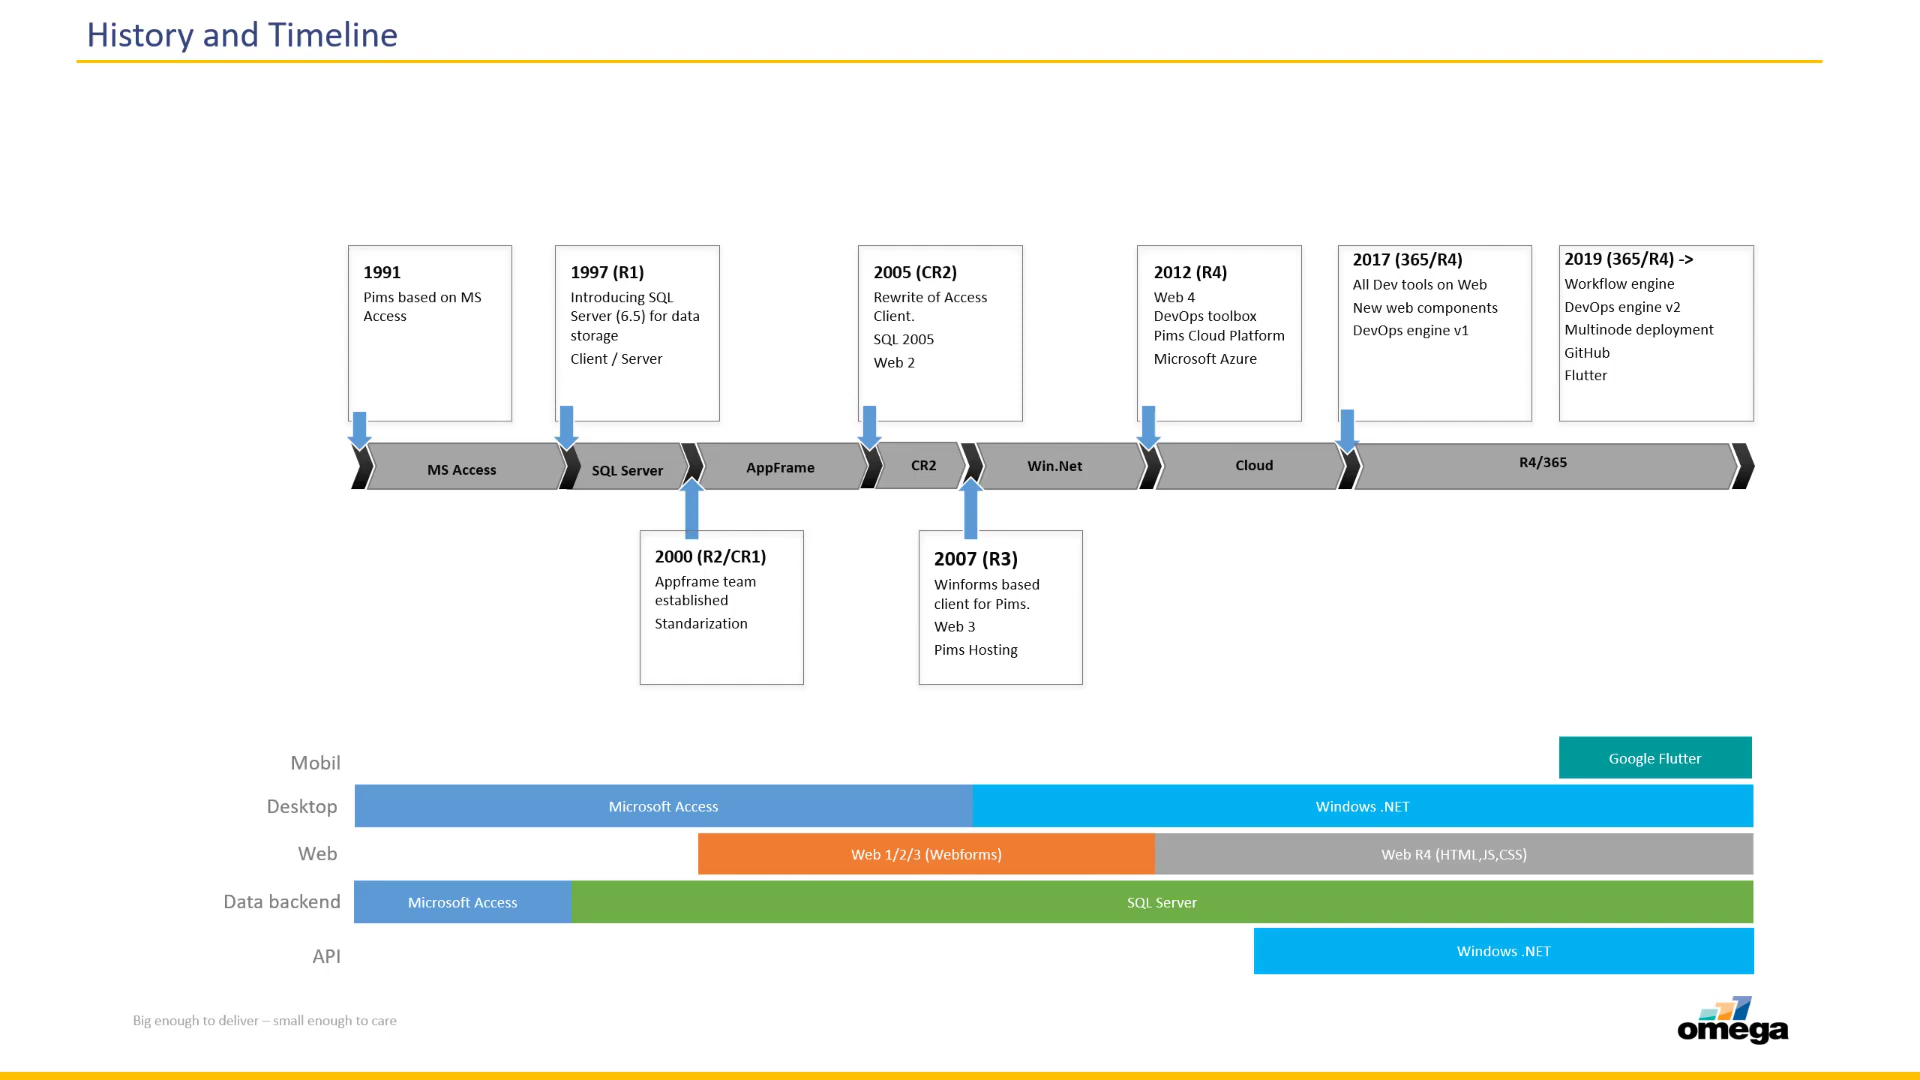 History and Timeline
1991
Pims based on MS
Access
1997 (R1)
Introducing SQL
Server (6.5) for data
storage
Client / Server
2005 (CR2)
Rewrite of Access
Client.
SQL 2005
Web 2
2012 (R4)
Web 4
DevOps toolbox
Pims Cloud Platform
Microsoft Azure
2017 (365/R4)
All Dev tools on Web
New web components
DevOps engine v1
2019 (365/R4) ->
Workflow engine
DevOps engine v2
Multinode deployment
GitHub
Flutter
MS Access
SQL Server
AppFrame
CR2
Win.Net
Cloud
R4/365
2000 (R2/CR1)
Appframe team
established
Standarization
2007 (R3)
Winforms based
client for Pims.
Web 3
Pims Hosting
Mobil
Google Flutter
Desktop
Microsoft Access
Windows .NET
Web
Web 1/2/3 (Webforms)
Web R4 (HTML,JS,CSS)
Data backend
Microsoft Access
SQL Server
API
Windows .NET
Big enough to deliver – small enough to care
omega